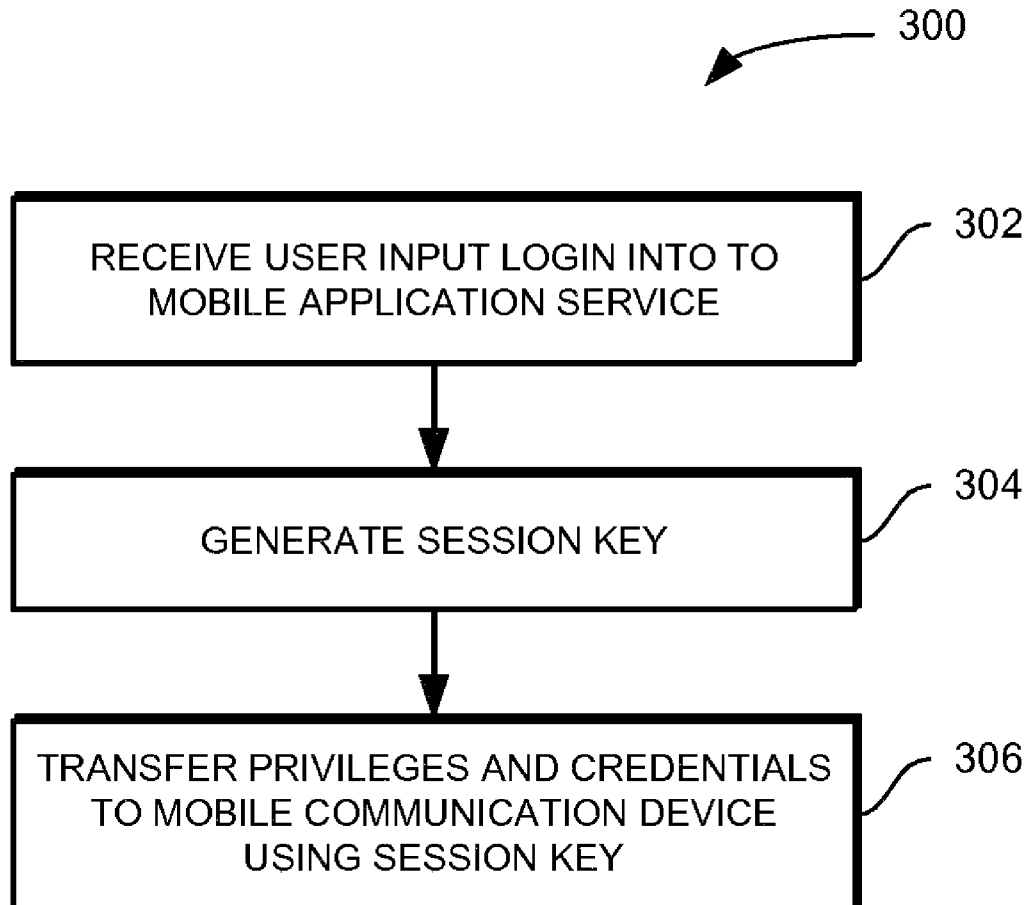 300
RECEIVE USER INPUT LOGIN INTO TO
MOBILE APPLICATION SERVICE
302
GENERATE SESSION KEY
304
TRANSFER PRIVILEGES AND CREDENTIALS
TO MOBILE COMMUNICATION DEVICE
USING SESSION KEY
306